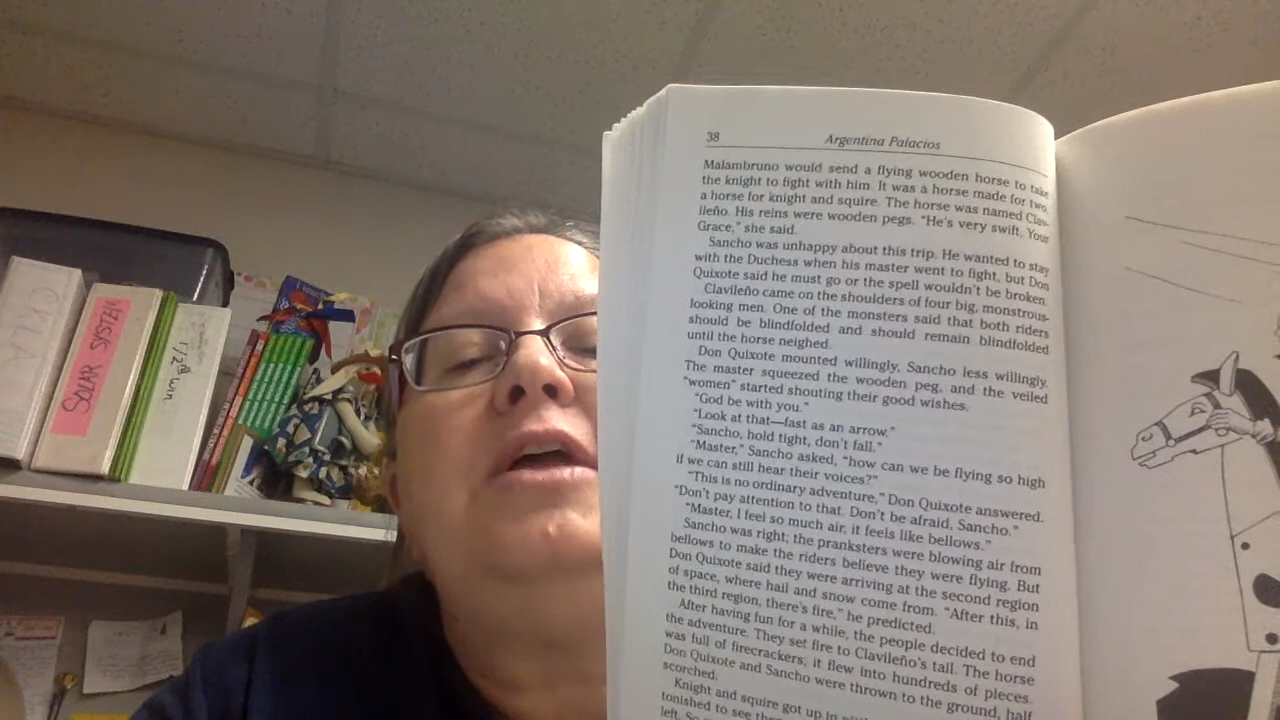 CKLA
SOLAR SYSTEM
38 Argentina Palacios
Malambruno would send a flying wooden horse to take
the knight to fight with him. It was a horse made for two,
a horse for knight and squire. The horse was named Clav-
ileño. His reins were wooden pegs. “He's very swift, Your
Grace,” she said.
Sancho was unhappy about this trip. He wanted to stay
with the Duchess when his master went to fight, but Don
Quixote said he must go or the spell wouldn't be broken.
Clavileño came on the shoulders of four big, monstrous-
looking men. One of the monsters said that both riders
should be blindfolded and should remain blindfolded
until the horse neighed.
Don Quixote mounted willingly, Sancho less willingly.
The master squeezed the wooden peg, and the veiled
“women” started shouting their good wishes.
“God be with you.”
“Look at that—fast as an arrow.”
“Sancho, hold tight, don't fall.”
“Master,” Sancho asked, “how can we be flying so high
if we can still hear their voices?”
“This is no ordinary adventure,” Don Quixote answered.
“Don't pay attention to that. Don't be afraid, Sancho.”
“Master, I feel so much air, it feels like bellows.”
Sancho was right; the pranksters were blowing air from
bellows to make the riders believe they were flying. But
Don Quixote said they were arriving at the second region
of space, where hail and snow come from. “After this, in
the third region, there's fire,” he predicted.
After having fun for a while, the people decided to end
the adventure. They set fire to Clavileño's tail. The horse
was full of firecrackers; it flew into hundreds of pieces.
Don Quixote and Sancho were thrown to the ground, half
scorched.
Knight and squire got up in
tonished to see
left. So